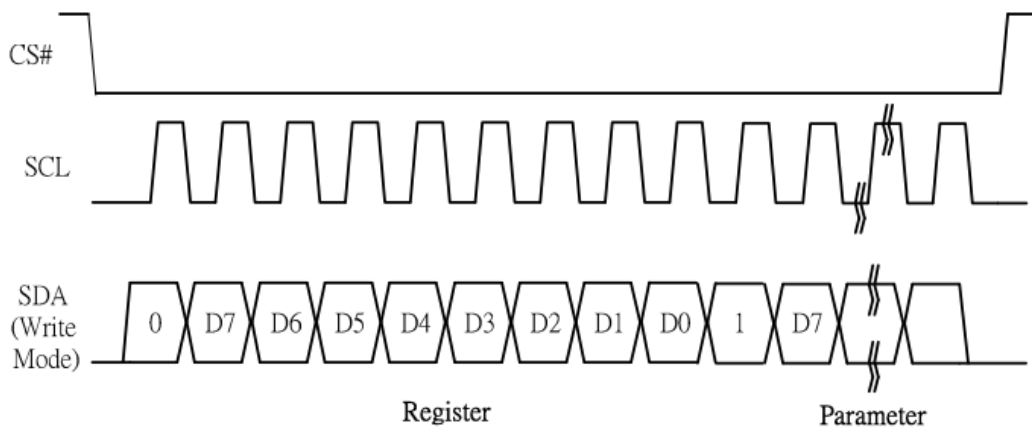 CS#
SCL
SDA
(Write
Mode)
0 D7 D6 D5 D4 D3 D2 D1 D0 1 D7
Register Parameter